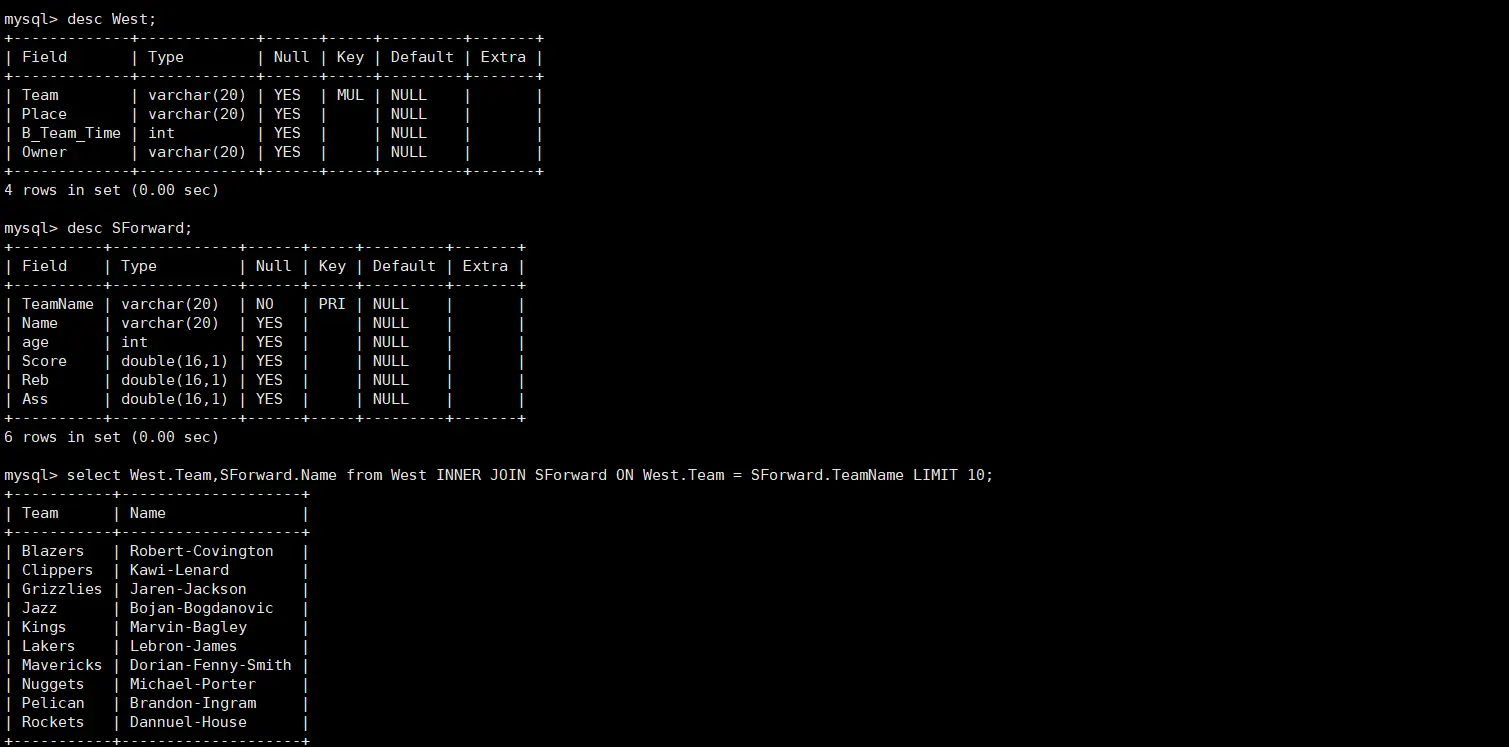 mysql> desc West;
+-------------+-------------+------+-----+---------+-------+
| Field       | Type        | Null | Key | Default | Extra |
+-------------+-------------+------+-----+---------+-------+
| Team        | varchar(20) | YES  | MUL | NULL    |       |
| Place       | varchar(20) | YES  |     | NULL    |       |
| B_Team_Time | int         | YES  |     | NULL    |       |
| Owner       | varchar(20) | YES  |     | NULL    |       |
+-------------+-------------+------+-----+---------+-------+
4 rows in set (0.00 sec)

mysql> desc SForward;
+----------+--------------+------+-----+---------+-------+
| Field    | Type         | Null | Key | Default | Extra |
+----------+--------------+------+-----+---------+-------+
| TeamName | varchar(20)  | NO   | PRI | NULL    |       |
| Name     | varchar(20)  | YES  |     | NULL    |       |
| age      | int          | YES  |     | NULL    |       |
| Score    | double(16,1) | YES  |     | NULL    |       |
| Reb      | double(16,1) | YES  |     | NULL    |       |
| Ass      | double(16,1) | YES  |     | NULL    |       |
+----------+--------------+------+-----+---------+-------+
6 rows in set (0.00 sec)

mysql> select West.Team,SForward.Name from West INNER JOIN SForward ON West.Team = SForward.TeamName LIMIT 10;
+-----------+--------------------+
| Team      | Name               |
+-----------+--------------------+
| Blazers   | Robert-Covington   |
| Clippers  | Kawi-Lenard        |
| Grizzlies | Jaren-Jackson      |
| Jazz      | Bojan-Bogdanovic   |
| Kings     | Marvin-Bagley      |
| Lakers    | Lebron-James       |
| Mavericks | Dorian-Fenny-Smith |
| Nuggets   | Michael-Porter     |
| Pelican   | Brandon-Ingram     |
| Rockets   | Dannuel-House      |
+-----------+--------------------+